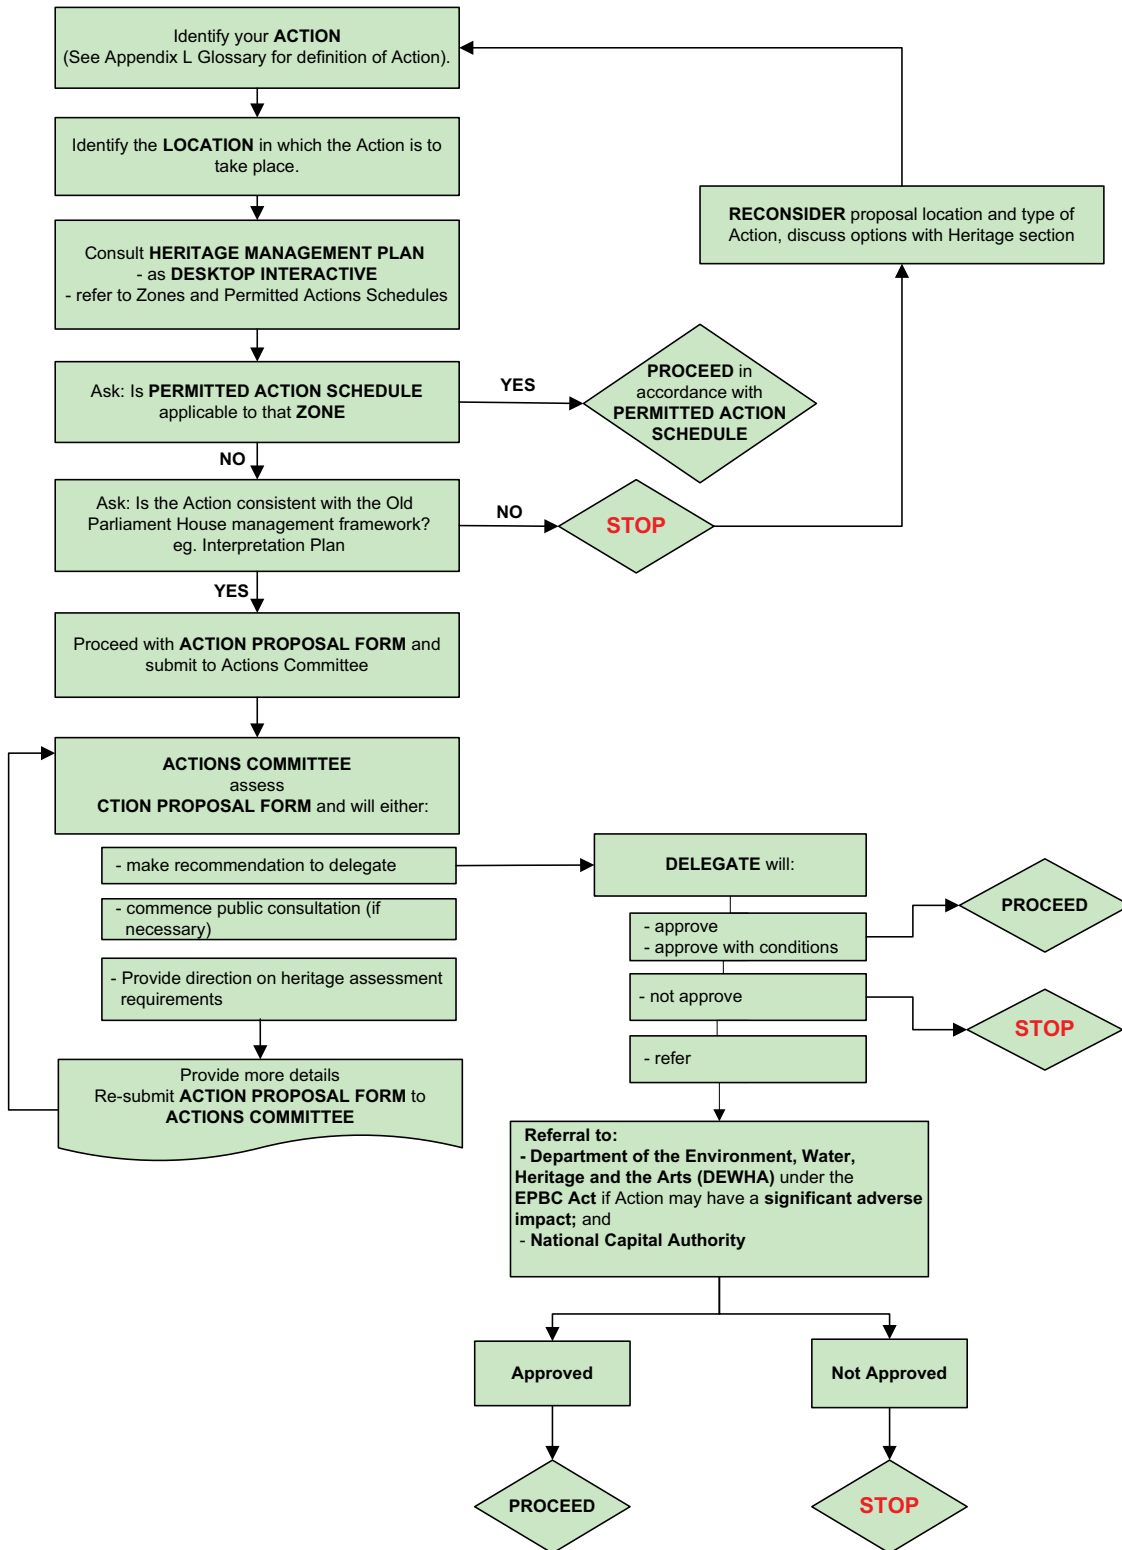 Identify your ACTION
(See Appendix L Glossary for definition of Action).
Identify the LOCATION in which the Action is to
take place.
RECONSIDER proposal location and type of
Action, discuss options with Heritage section
Consult HERITAGE MANAGEMENT PLAN
- as DESKTOP INTERACTIVE
- refer to Zones and Permitted Actions Schedules
Ask: Is PERMITTED ACTION SCHEDULE
applicable to that ZONE
YES
PROCEED in
accordance with
PERMITTED ACTION
SCHEDULE
NO
Ask: Is the Action consistent with the Old
Parliament House management framework?
eg. Interpretation Plan
NO
STOP
YES
Proceed with ACTION PROPOSAL FORM and
submit to Actions Committee
ACTIONS COMMITTEE
assess
CTION PROPOSAL FORM and will either:
- make recommendation to delegate
- commence public consultation (if
necessary)
- Provide direction on heritage assessment
requirements
Provide more details
Re-submit ACTION PROPOSAL FORM to
ACTIONS COMMITTEE
DELEGATE will:
- approve
- approve with conditions
PROCEED
- not approve
STOP
- refer
Referral to:
- Department of the Environment, Water,
Heritage and the Arts (DEWHA) under the
EPBC Act if Action may have a significant adverse
impact; and
- National Capital Authority
Approved
Not Approved
PROCEED
STOP